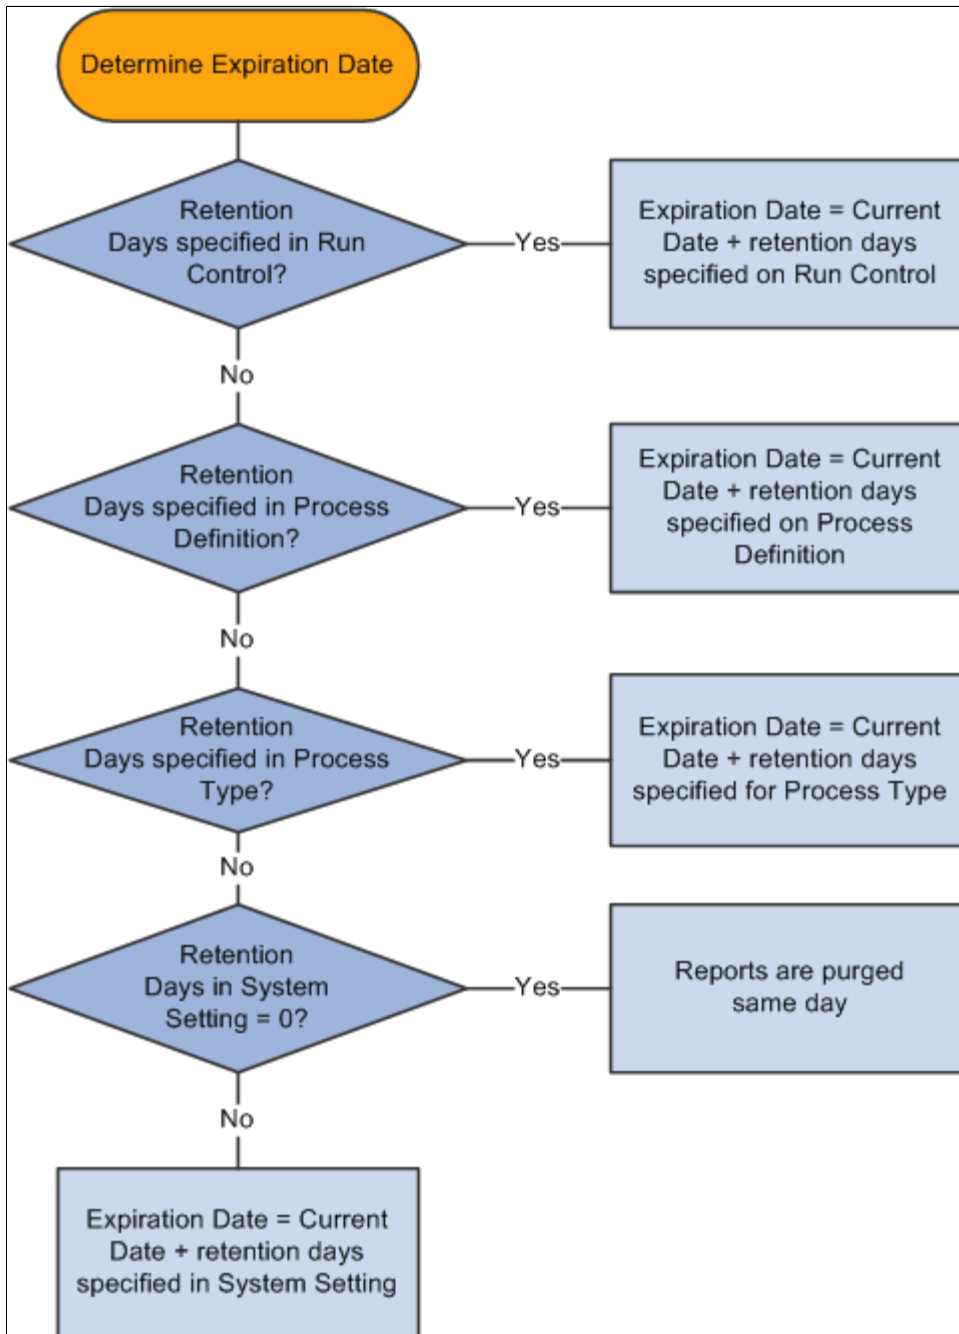 Determine Expiration Date
Retention
Days specified in Run
Control?
Yes
Expiration Date = Current
Date + retention days
specified on Run Control
No
Retention
Days specified in Process
Definition?
Yes
Expiration Date = Current
Date + retention days
specified on Process
Definition
No
Retention
Days specified in Process
Type?
Yes
Expiration Date = Current
Date + retention days
specified for Process Type
No
Retention
Days in System
Setting = 0?
Yes
Reports are purged
same day
No
Expiration Date = Current
Date + retention days
specified in System Setting